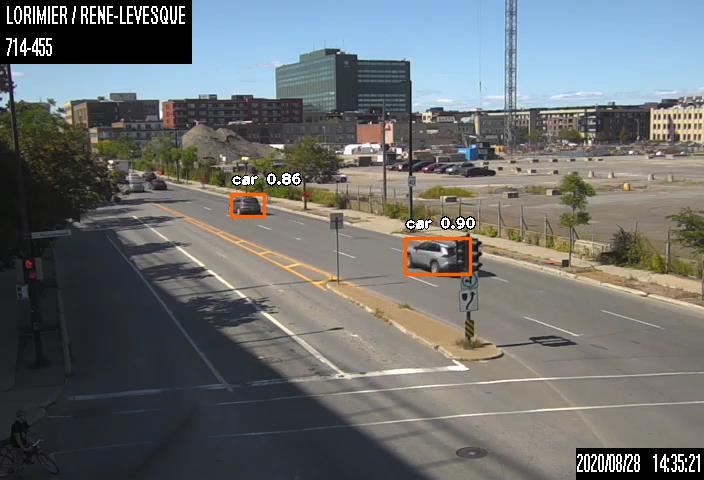 LORIMIER / RENE-LEVESQUE
714-455
car 0.86
car 0.90
2020/08/28 14:35:21